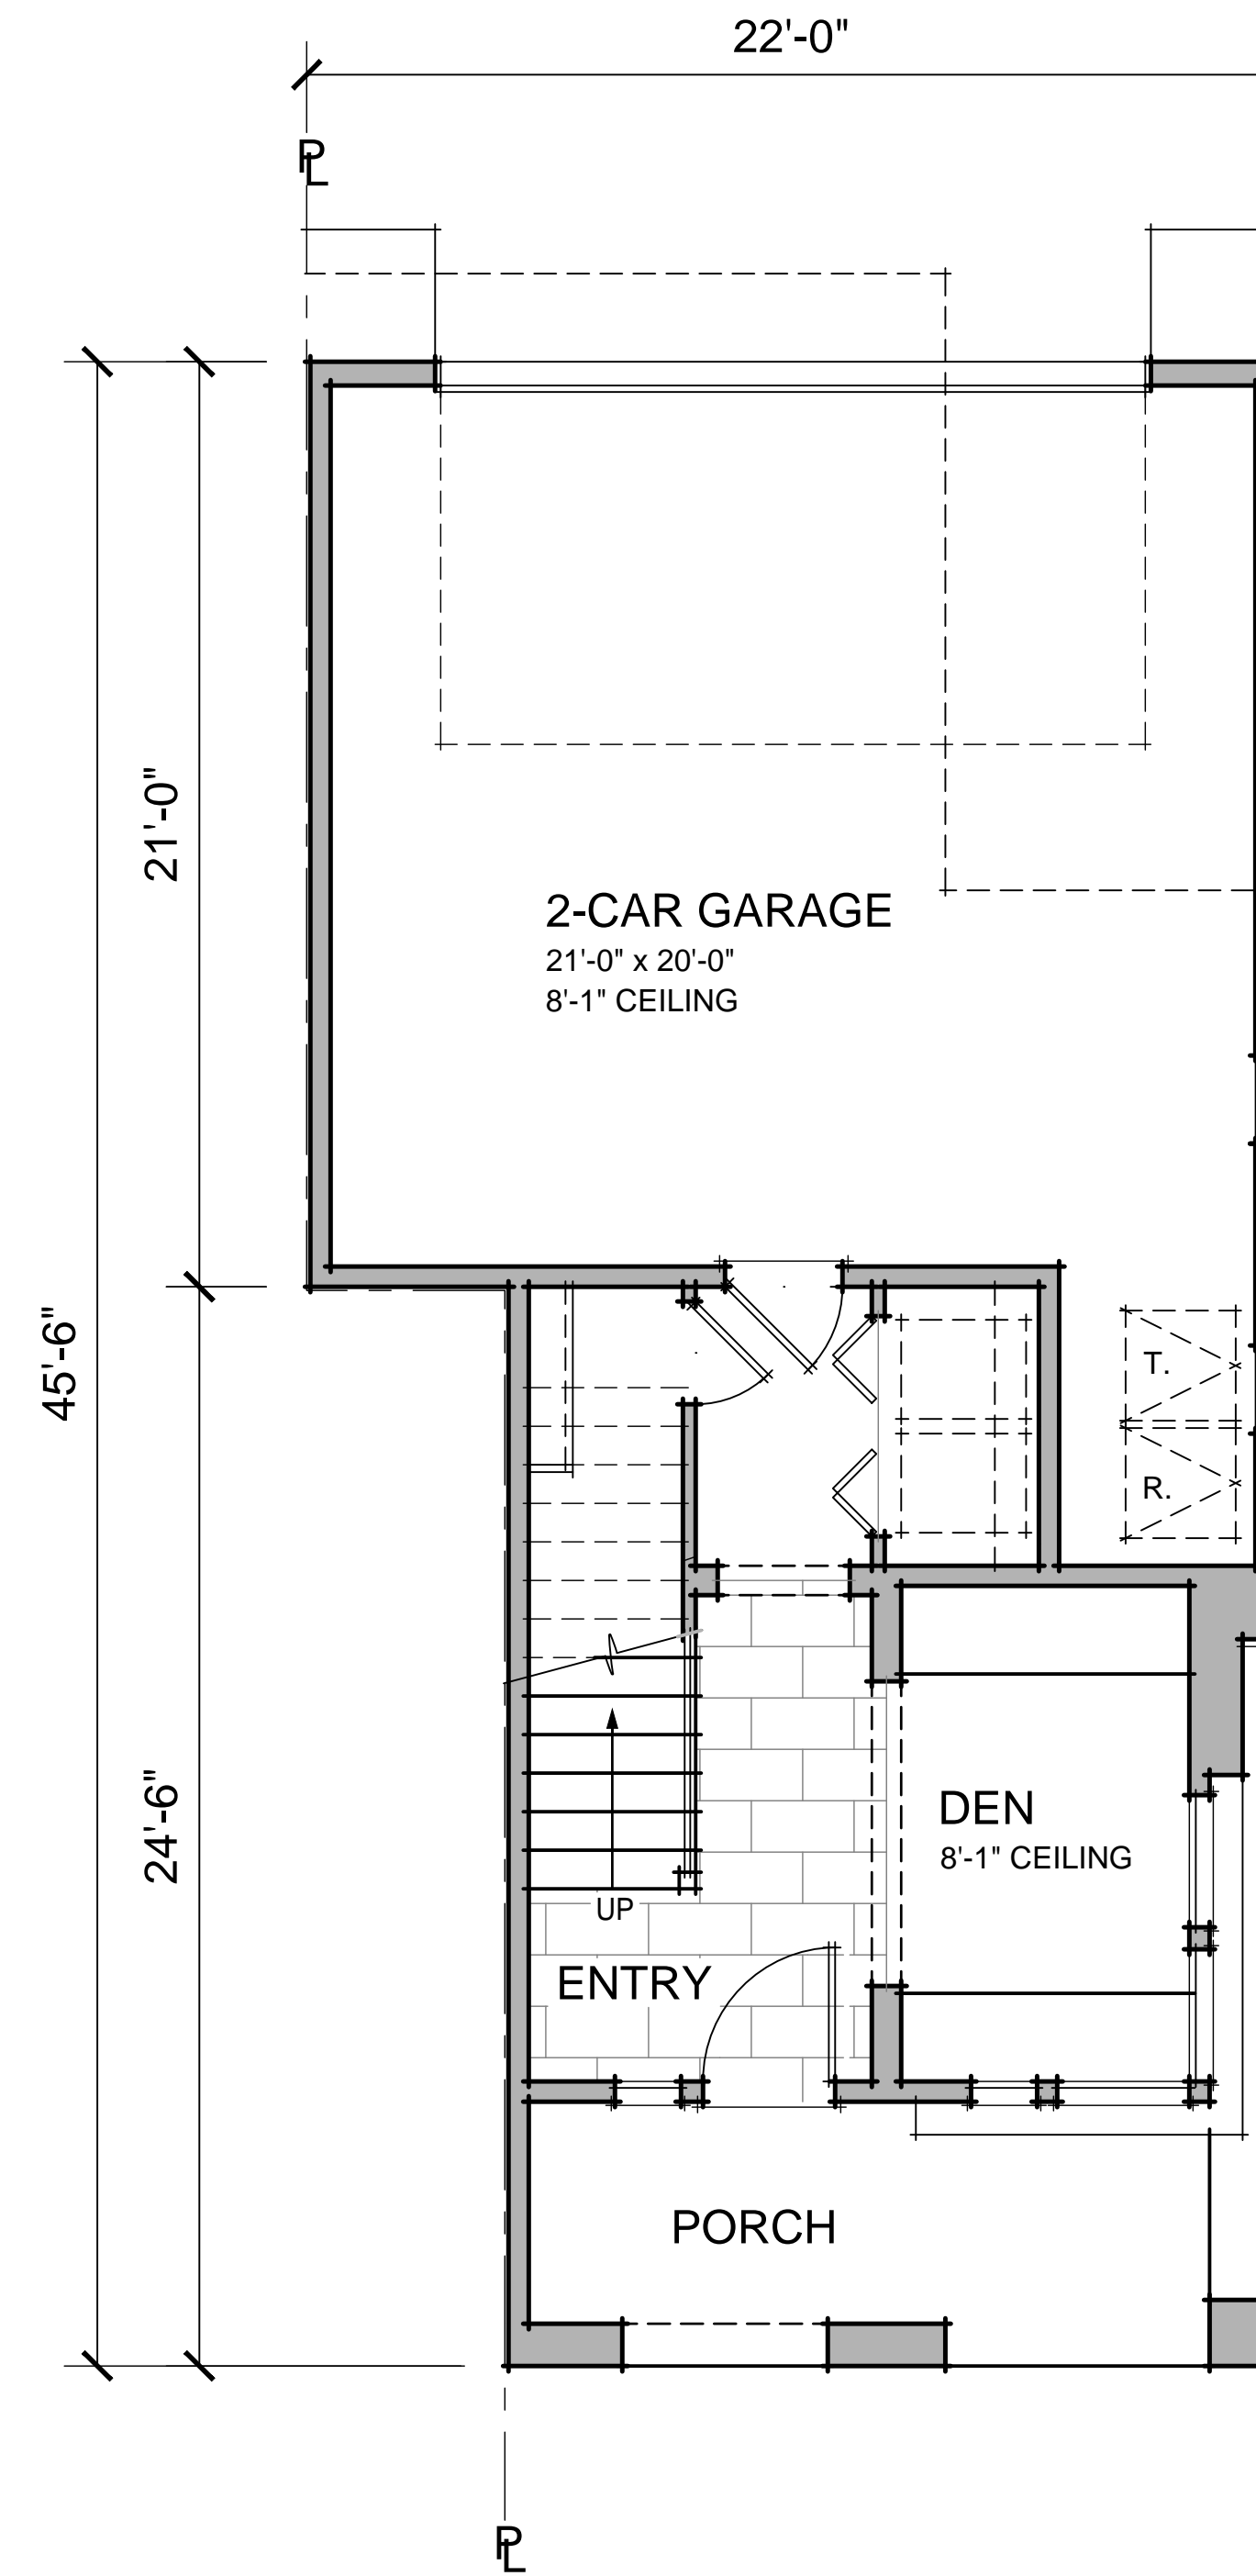 22'-0"
PL
21'-0"
2-CAR GARAGE
21'-0" x 20'-0"
8'-1" CEILING
45'-6"
T.
R.
24'-6"
DEN
8'-1" CEILING
UP
ENTRY
PORCH
PL